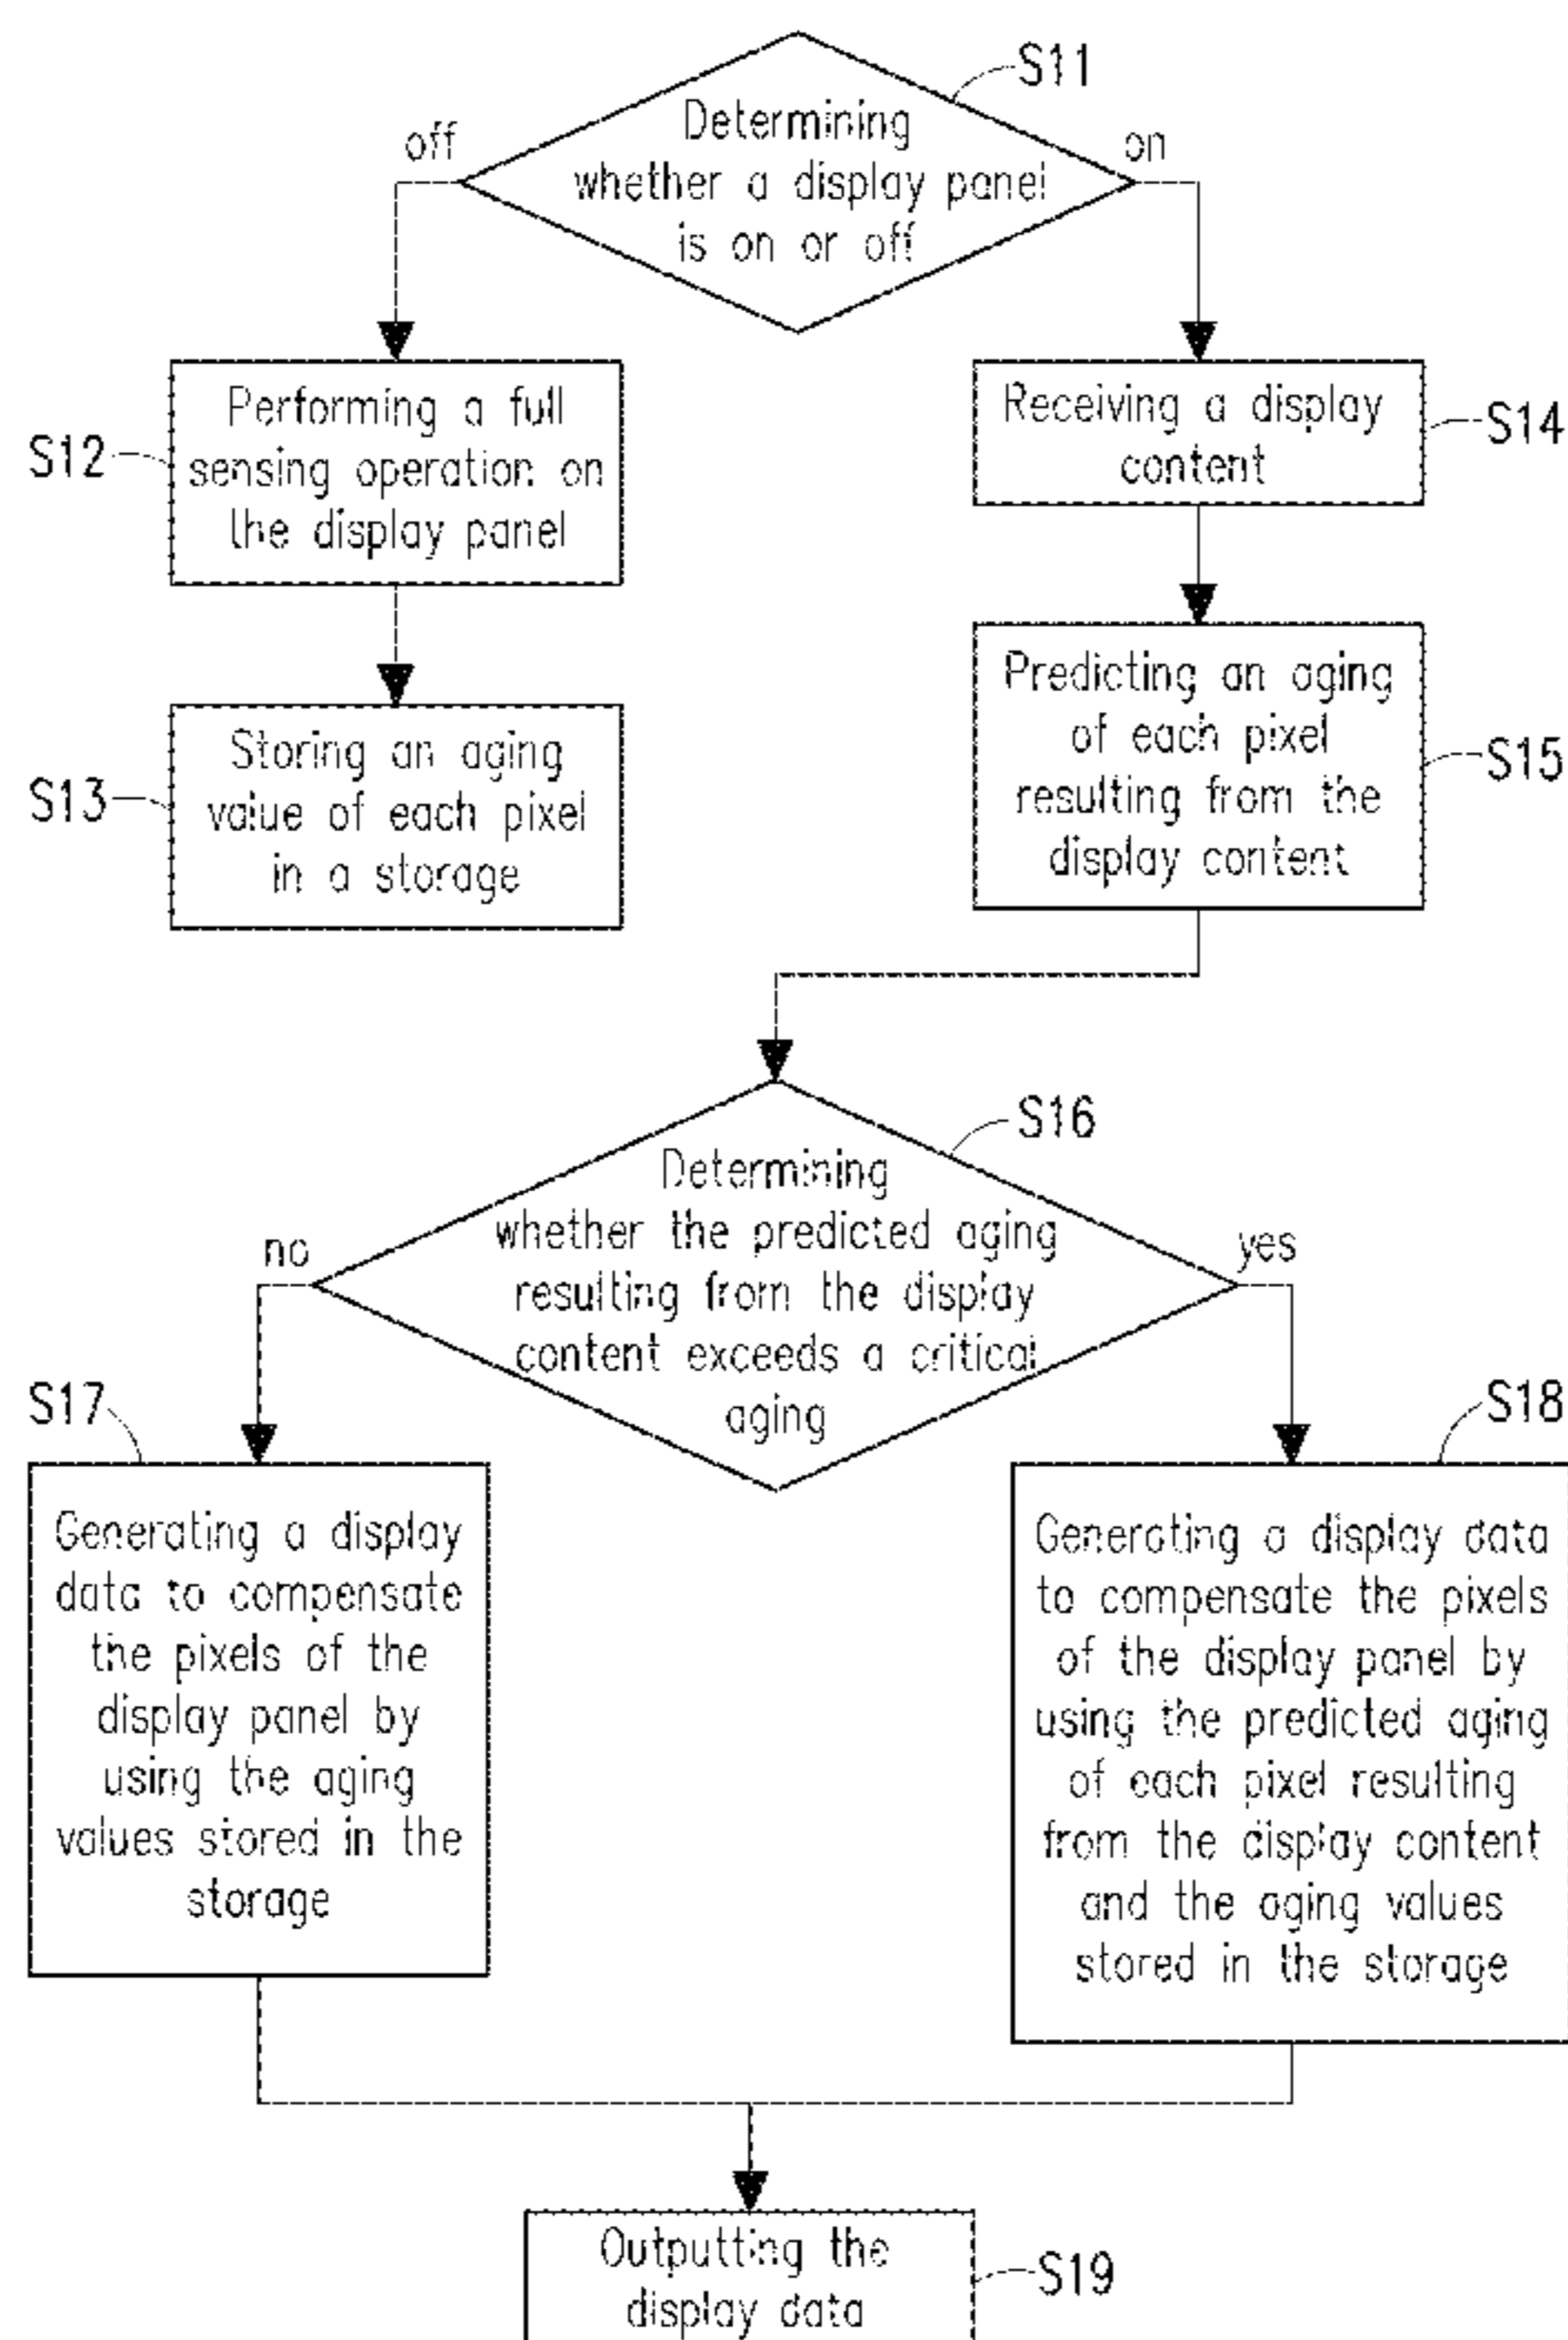 S11
Determining
whether a display panel
is on or off
off
on
S12
Performing a full
sensing operation on
the display panel
S14
Receiving a display
content
S13
Storing an aging
value of each pixel
in a storage
S15
Predicting an aging
of each pixel
resulting from the
display content
S16
Determining
whether the predicted aging
resulting from the display
content exceeds a critical
aging
no
yes
S17
Generating a display
data to compensate
the pixels of the
display panel by
using the aging
values stored in the
storage
S18
Generating a display data
to compensate the pixels
of the display panel by
using the predicted aging
of each pixel resulting
from the display content
and the aging values
stored in the storage
Outputting the
display data
S19